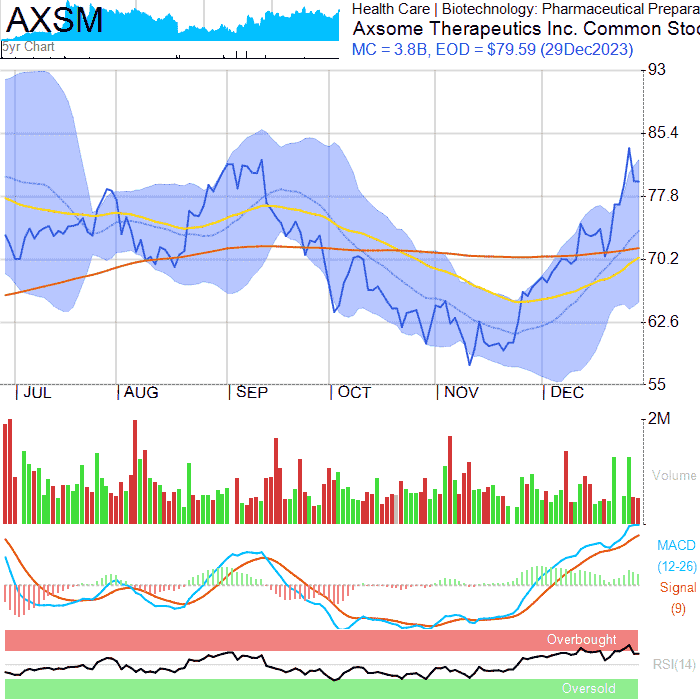 AXSM
5yr Chart
Health Care | Biotechnology: Pharmaceutical Prepara
Axsome Therapeutics Inc. Common Stoc
MC = 3.8B, EOD = $79.59 (29Dec2023)
93
85.4
77.8
70.2
62.6
55
JUL AUG SEP OCT NOV DEC
2M
Volume
MACD
(12-26)
Signal
(9)
Overbought
RSI(14)
Oversold